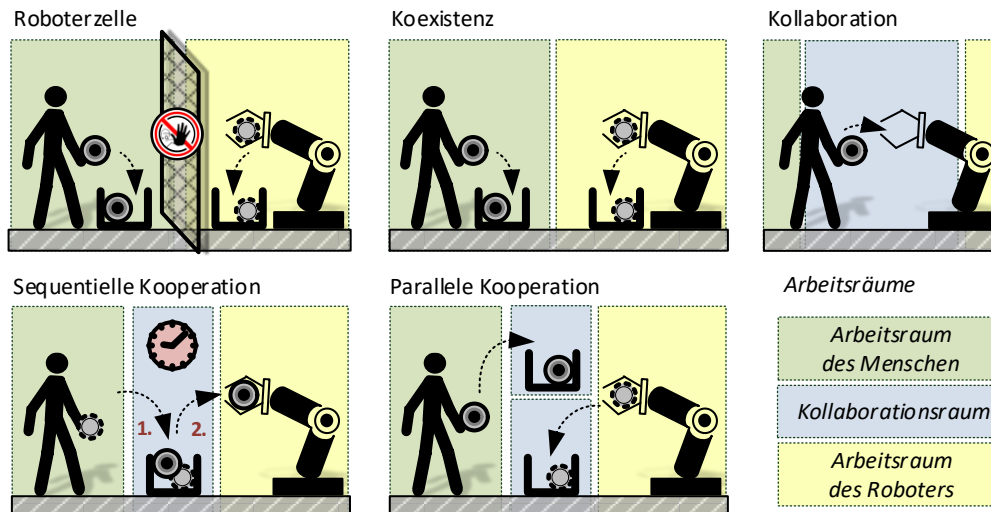 Roboterzelle
Koexistenz
Kollaboration
Sequentielle Kooperation
Parallele Kooperation
1.
2.
Arbeitsräume
Arbeitsraum
des Menschen
Kollaborationsraum
Arbeitsraum
des Roboters